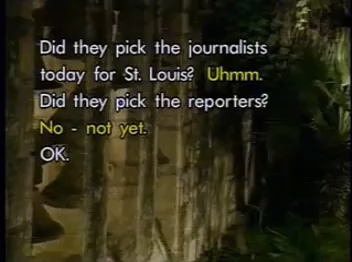 Did they pick the journalists
today for St. Louis? Uhmm.
Did they pick the reporters?
No - not yet.
OK.